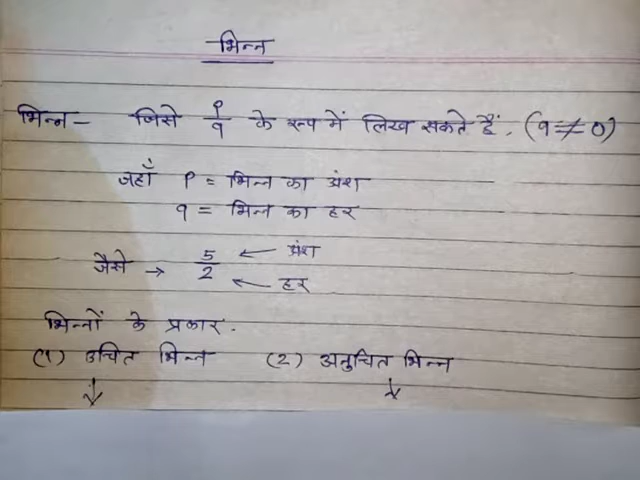 भिन्न
भिन्न - जिसे p/q के रूप में लिख सकते हैं. (q ≠ 0)
जहाँ p = भिन्न का अंश
q = भिन्न का हर
जैसे → 5/2 ← अंश
← हर
भिन्नों के प्रकार.
(1) उचित भिन्न (2) अनुचित भिन्न
↓ ↓